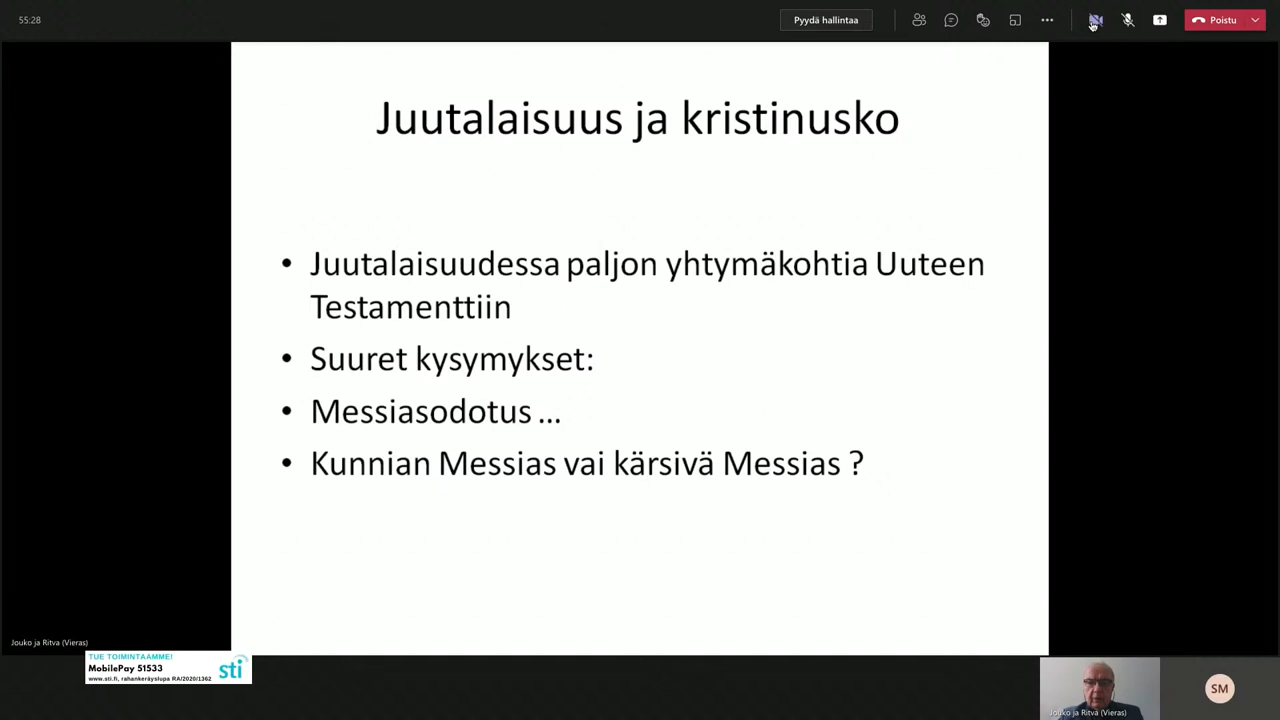 55:28
Pyydä hallintaa
Poistu
Juutalaisuus ja kristinusko
• Juutalaisuudessa paljon yhtymäkohtia Uuteen
Testamenttiin
• Suuret kysymykset:
• Messiasodotus ...
• Kunnian Messias vai kärsivä Messias ?
Jouko ja Ritva (Vieras)
TUE TOIMINTAAMME!
MobilePay 51533
www.sti.fi, rahankeräyslupa RA/2020/1362
sti
Jouko ja Ritva (Vieras)
SM